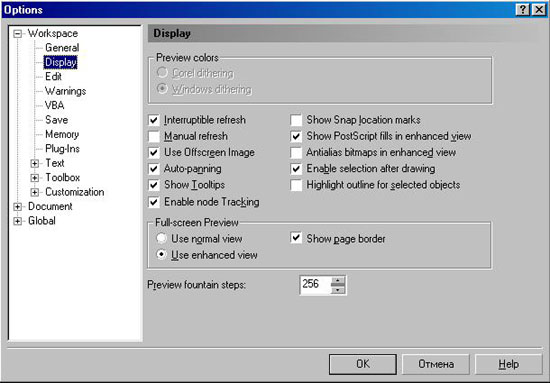 Options
Workspace
General
Display
Edit
Warnings
VBA
Save
Memory
Plug-Ins
Text
Toolbox
Customization
Document
Global
Display
Preview colors
Corel dithering
Windows dithering
Interruptible refresh
Manual refresh
Use Offscreen Image
Auto-panning
Show Tooltips
Enable node Tracking
Show Snap location marks
Show PostScript fills in enhanced view
Antialias bitmaps in enhanced view
Enable selection after drawing
Highlight outline for selected objects
Full-screen Preview
Use normal view
Use enhanced view
Show page border
Preview fountain steps: 256
OK Отмена Help